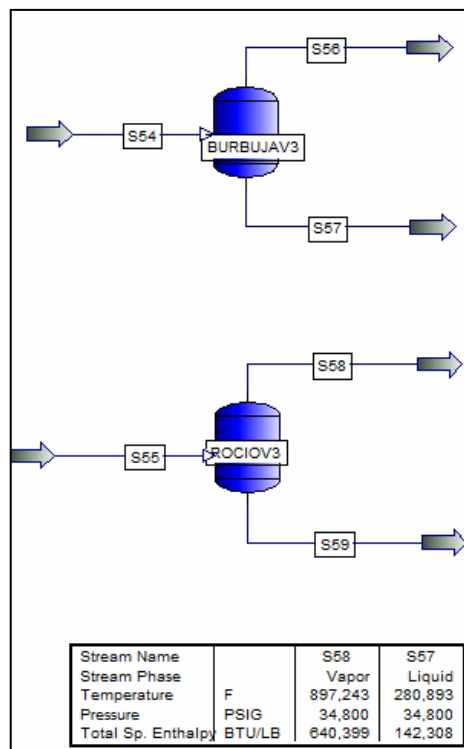 S56
S54
BURBUJAV3
S57
S58
S55
ROCIOV3
S59
Stream Name S58 S57
Stream Phase Vapor Liquid
Temperature F 897,243 280,893
Pressure PSIG 34,800 34,800
Total Sp. Enthalpy BTU/LB 640,399 142,308